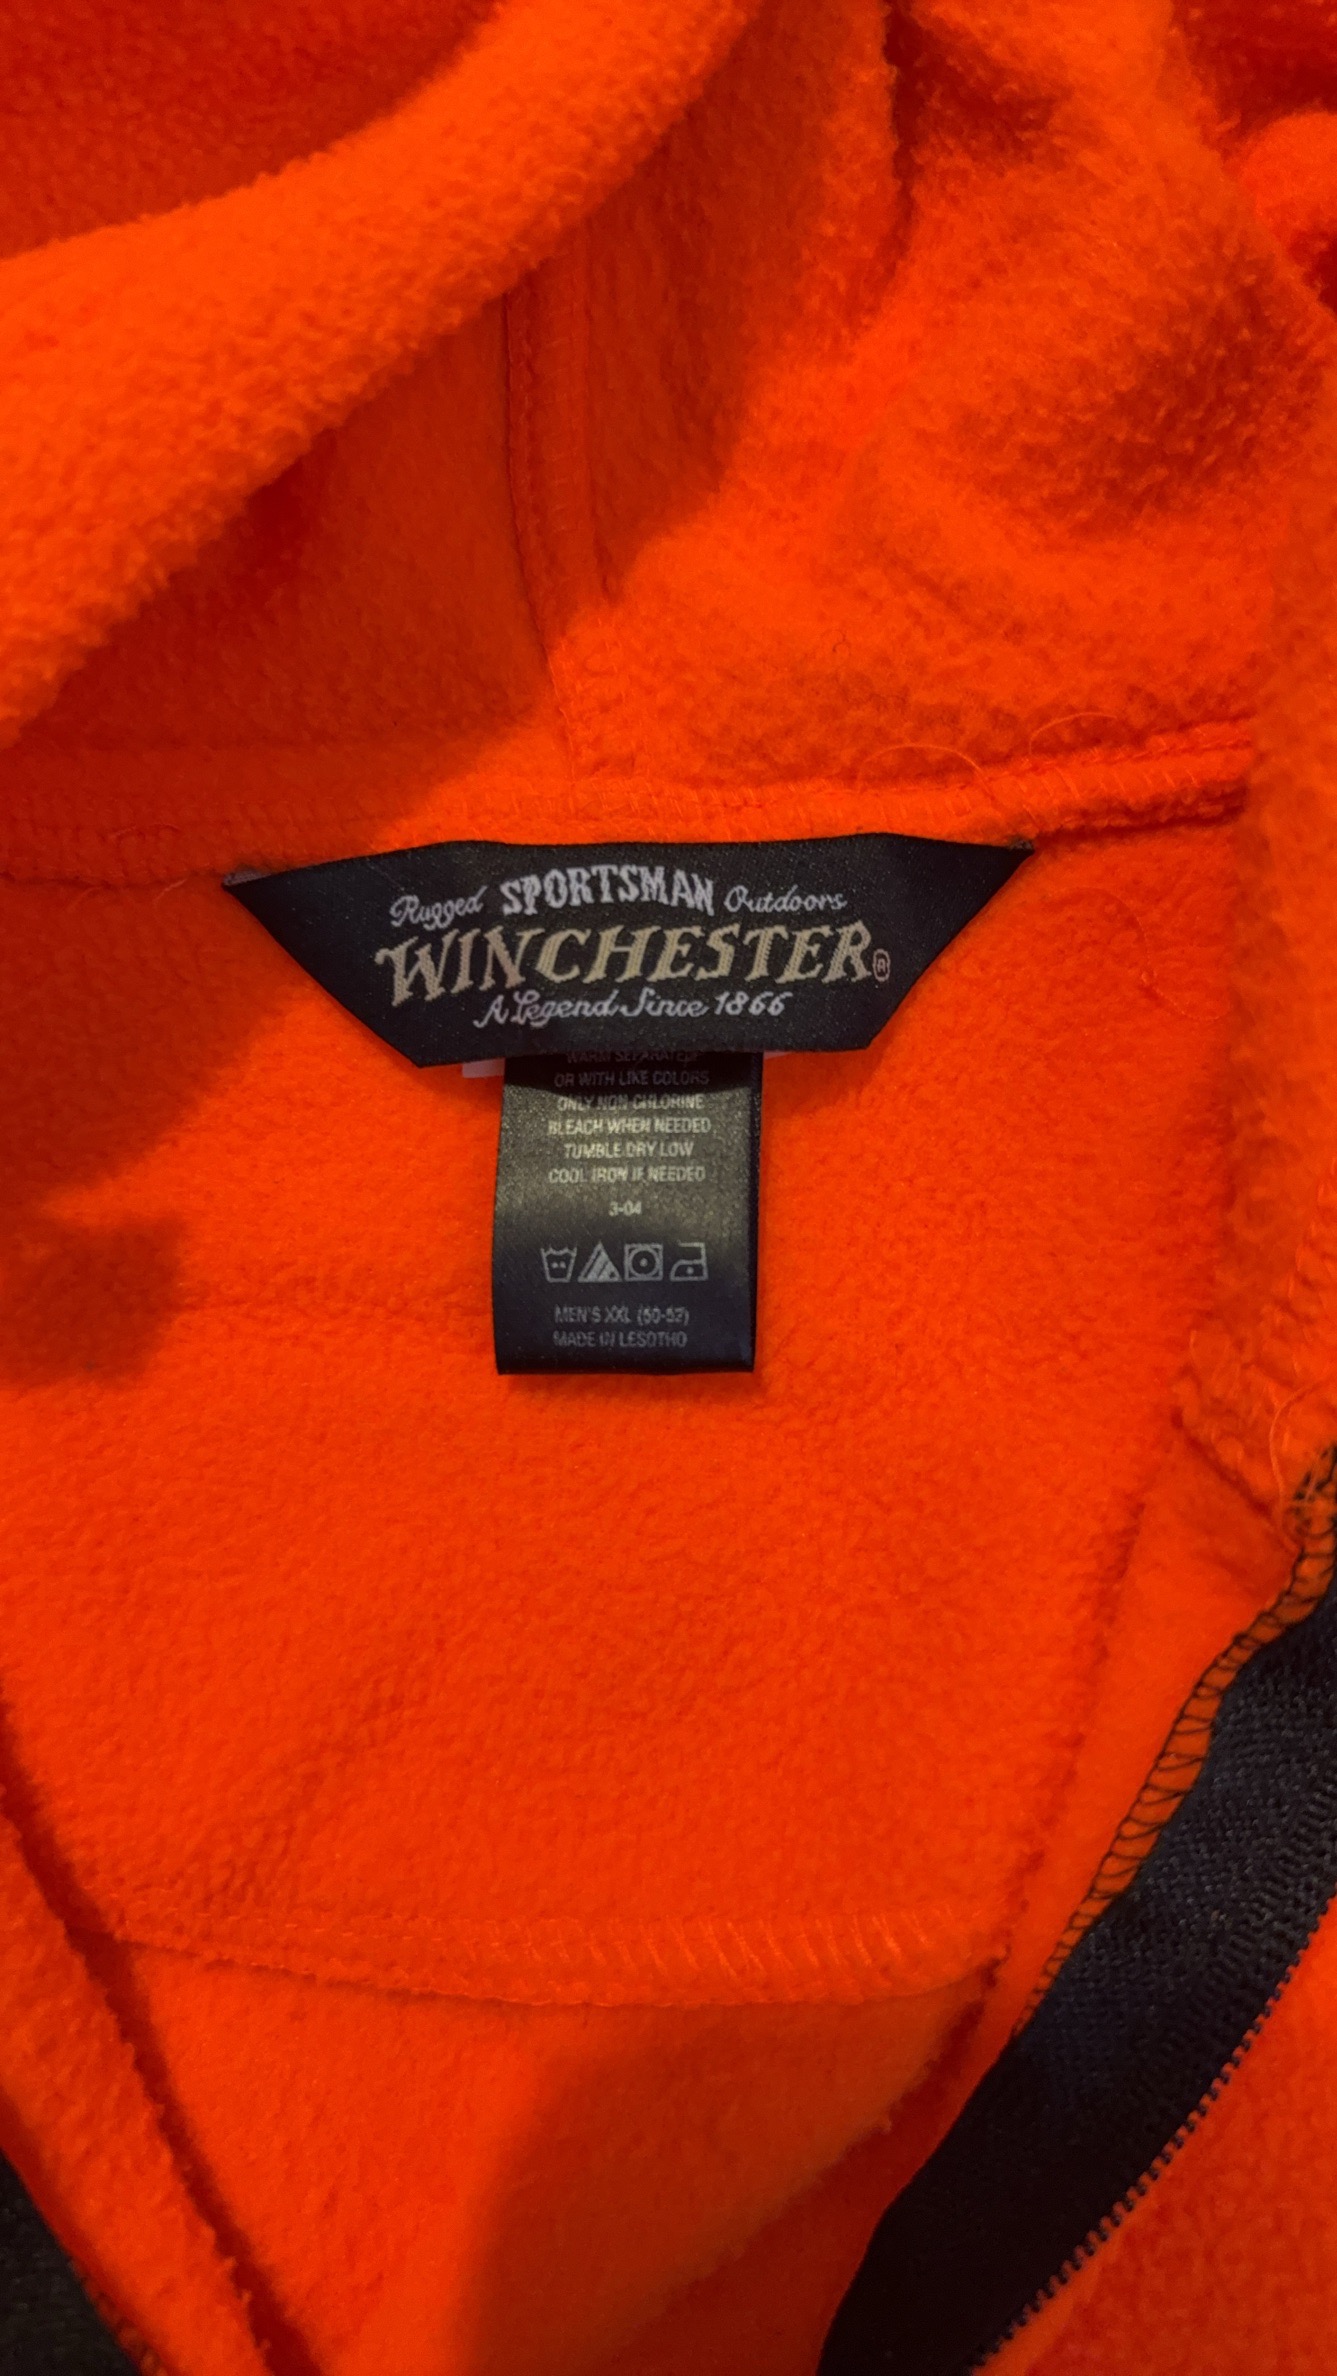 Rugged SPORTSMAN Outdoors
WINCHESTER®
A Legend Since 1866
WARM SEPARATELY
OR WITH LIKE COLORS
ONLY NON-CHLORINE
BLEACH WHEN NEEDED
TUMBLE DRY LOW
COOL IRON IF NEEDED
3-04
MEN'S XXL (50-52)
MADE IN LESOTHO